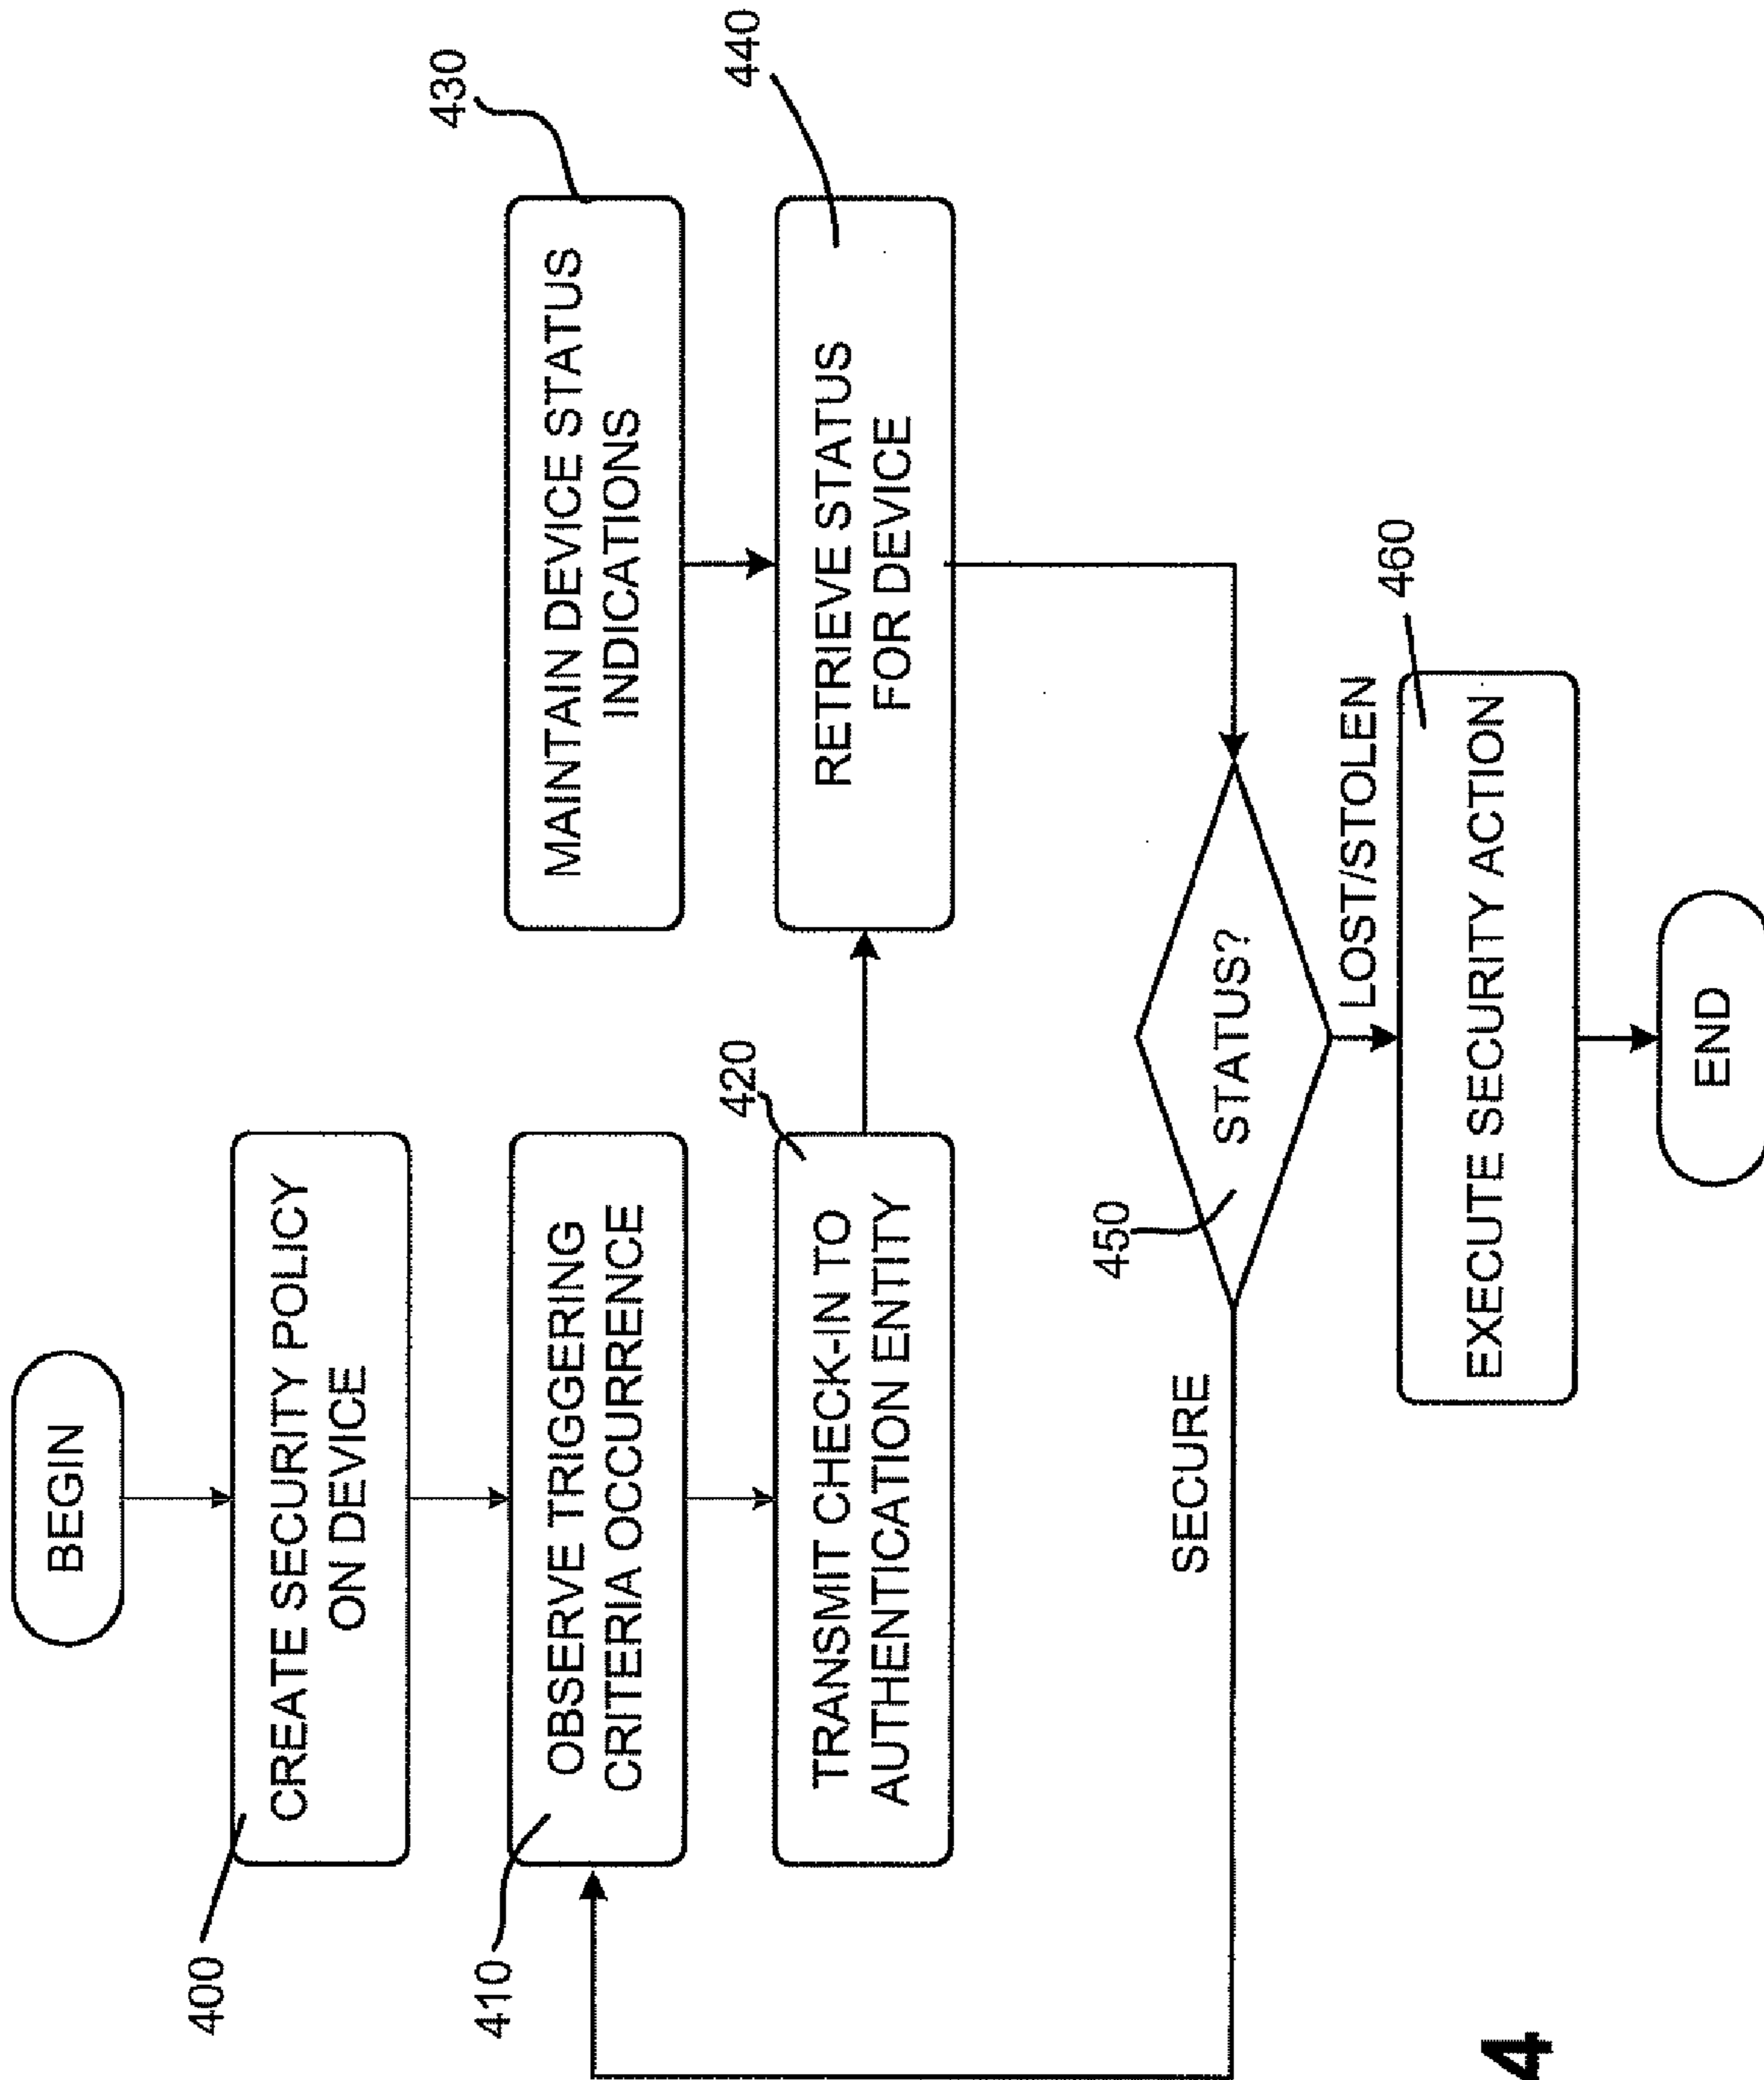 BEGIN
400
CREATE SECURITY POLICY
ON DEVICE
410
OBSERVE TRIGGERING
CRITERIA OCCURRENCE
420
TRANSMIT CHECK-IN TO
AUTHENTICATION ENTITY
430
MAINTAIN DEVICE STATUS
INDICATIONS
440
RETRIEVE STATUS
FOR DEVICE
450
STATUS?
SECURE
LOST/STOLEN
460
EXECUTE SECURITY ACTION
END
4